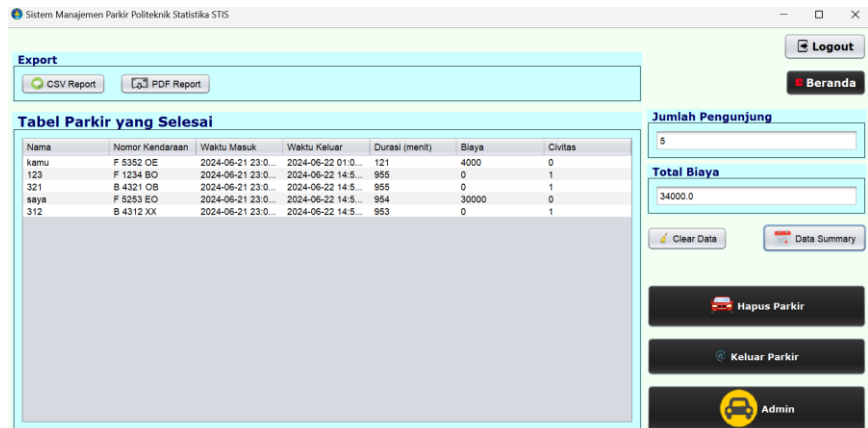 Sistem Manajemen Parkir Politeknik Statistika STIS
Logout
Export
CSV Report PDF Report
Beranda
Tabel Parkir yang Selesai
Nama Nomor Kendaraan Waktu Masuk Waktu Keluar Durasi (menit) Biaya Civitas
kamu F 5352 OE 2024-06-21 23:0... 2024-06-22 01:0... 121 4000 0
123 F 1234 BO 2024-06-21 23:0... 2024-06-22 14:5... 955 0 1
321 B 4321 OB 2024-06-21 23:0... 2024-06-22 14:5... 955 0 1
saya F 5253 EO 2024-06-21 23:0... 2024-06-22 14:5... 954 30000 0
312 B 4312 XX 2024-06-21 23:0... 2024-06-22 14:5... 953 0 1
Jumlah Pengunjung
5
Total Biaya
34000.0
Clear Data Data Summary
Hapus Parkir
Keluar Parkir
Admin